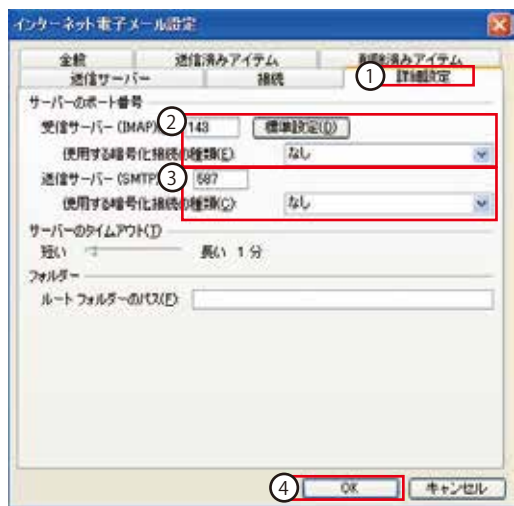 インターネット電子メール設定
全般 送信済みアイテム 削除済みアイテム
送信サーバー 接続 ① 詳細設定
サーバーのポート番号
受信サーバー (IMAP) ② 143 標準設定(D)
使用する暗号化接続の種類(E): なし
送信サーバー (SMTP) ③ 587
使用する暗号化接続の種類(C): なし
サーバーのタイムアウト(T)
短い 長い 1 分
フォルダー
ルート フォルダーのパス(F):
④ OK キャンセル